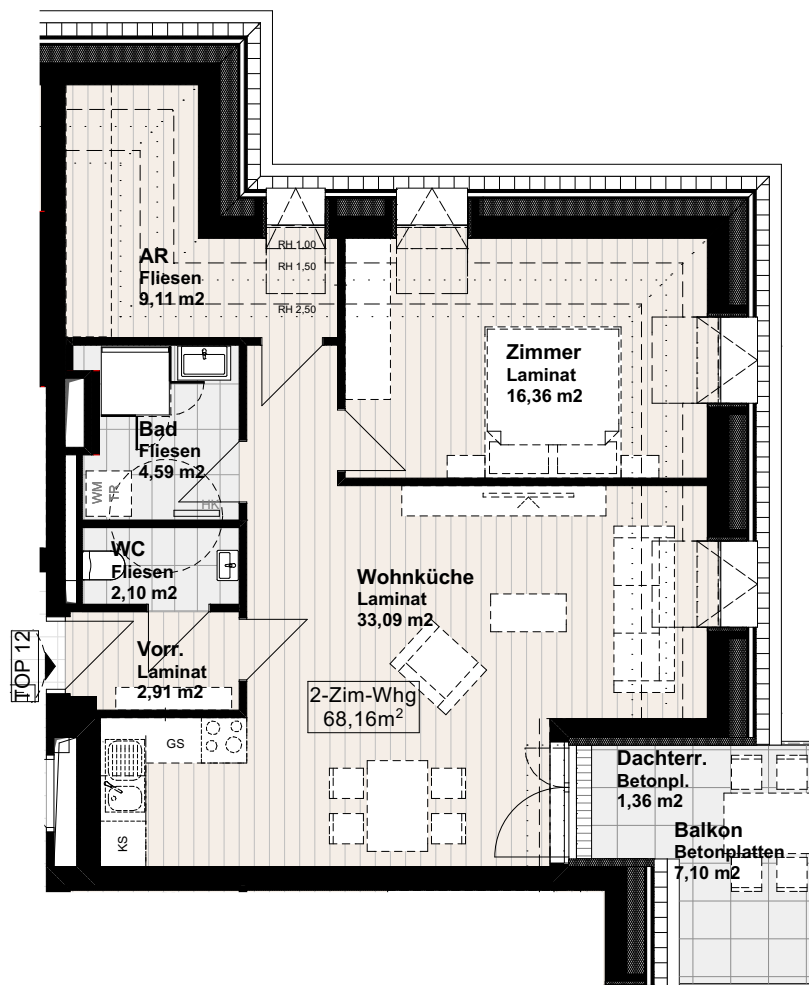 RH 1,00
AR
Fliesen
9,11 m2
RH 1,50
RH 2,50
Zimmer
Laminat
16,36 m2
Bad
Fliesen
4,59 m2
WM
TR
HK
WC
Fliesen
2,10 m2
Wohnküche
Laminat
33,09 m2
Vorr.
Laminat
2,91 m2
TOP 12
2-Zim-Whg
68,16m²
GS
KS
Dachterr.
Betonpl.
1,36 m2
Balkon
Betonplatten
7,10 m2